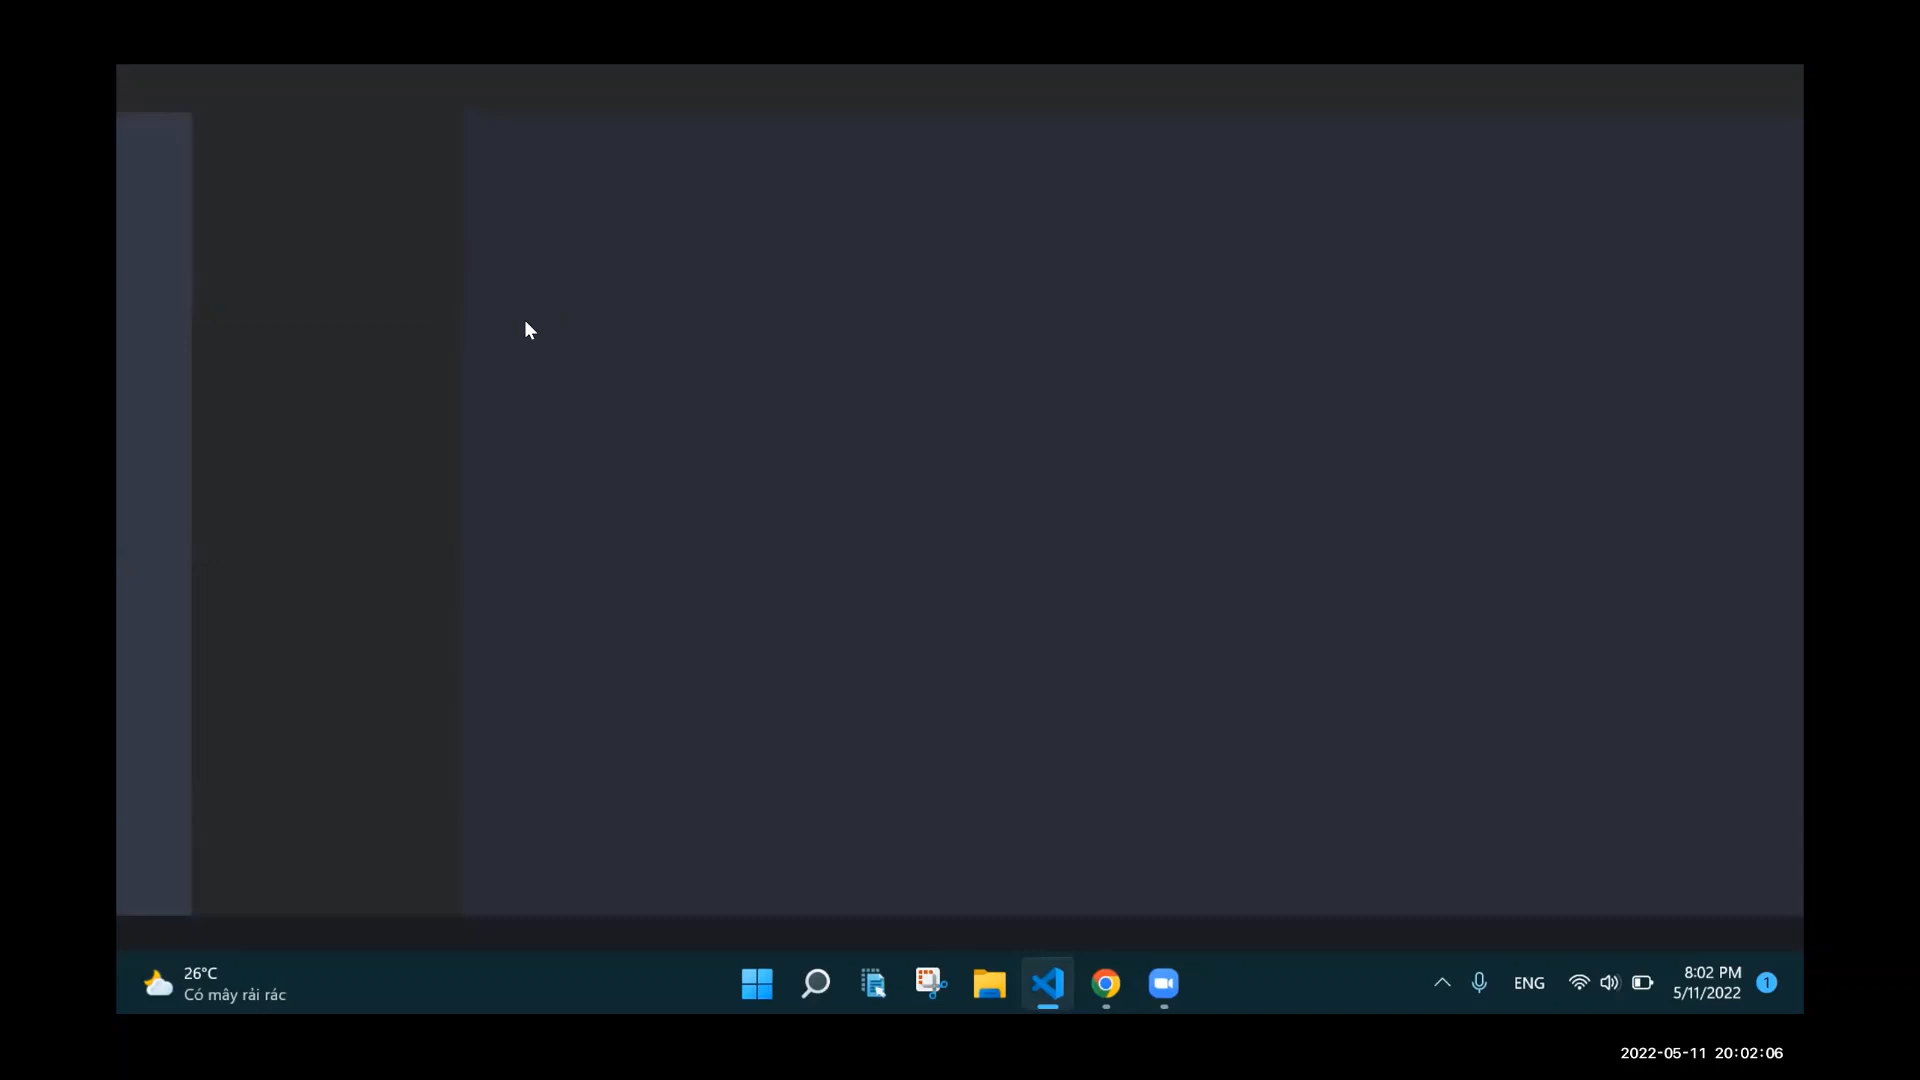 26°C
Có mây rải rác
ENG
8:02 PM
5/11/2022
1
2022-05-11 20:02:06